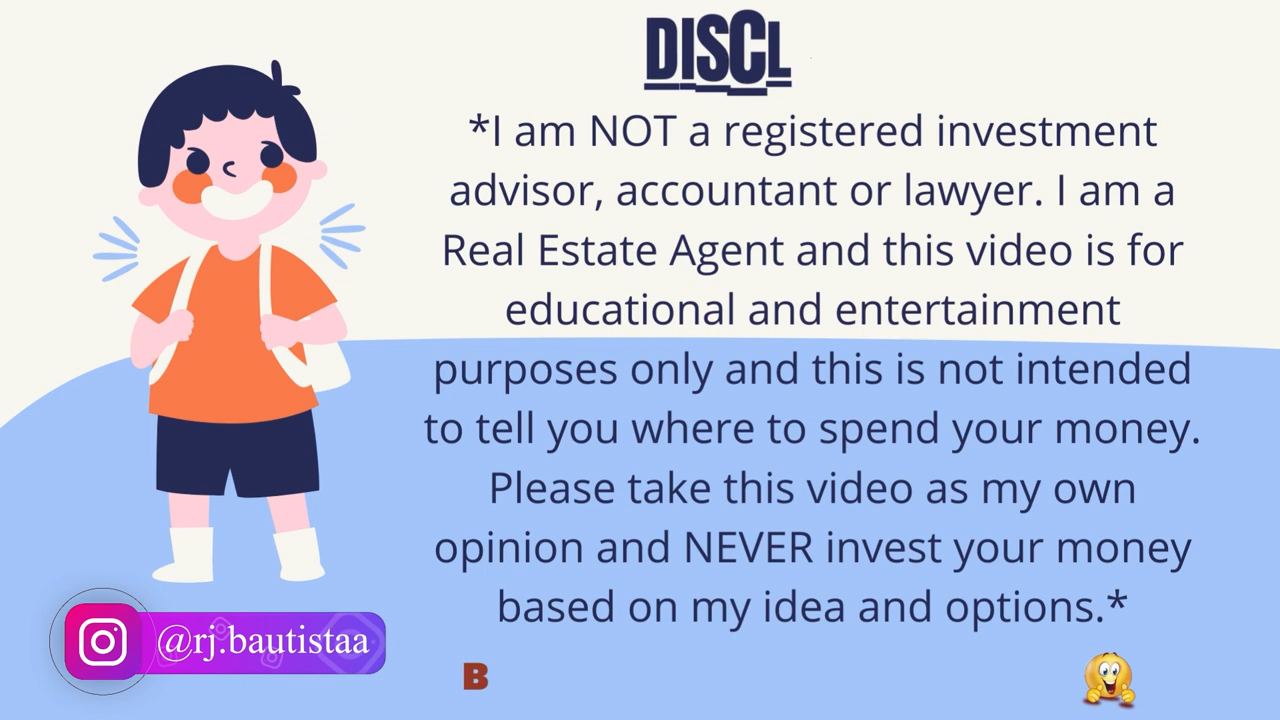 DISCL
*I am NOT a registered investment
advisor, accountant or lawyer. I am a
Real Estate Agent and this video is for
educational and entertainment
purposes only and this is not intended
to tell you where to spend your money.
Please take this video as my own
opinion and NEVER invest your money
based on my idea and options.*
@rj.bautistaa
B